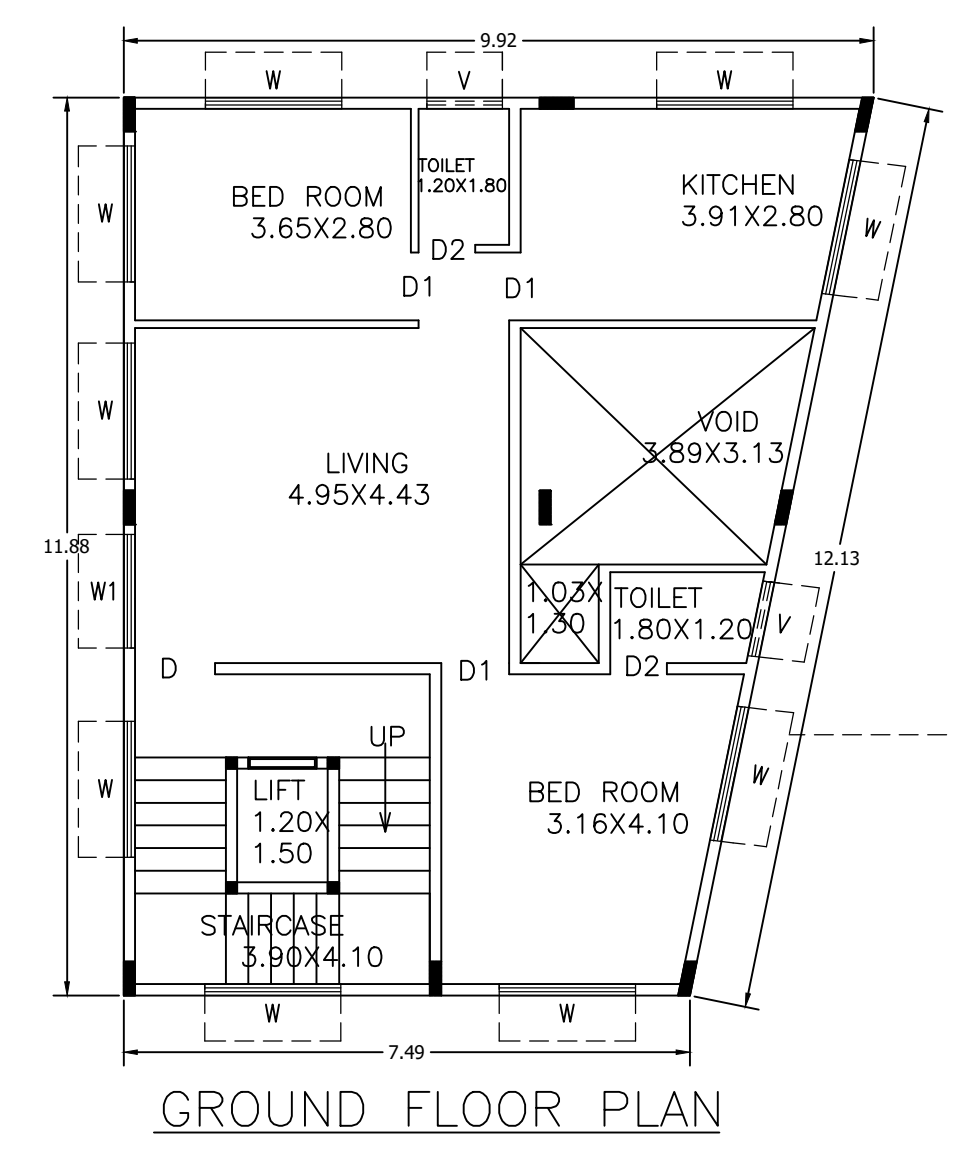 9.92
W
V
W
TOILET
1.20X1.80
BED ROOM
3.65X2.80
KITCHEN
3.91X2.80
W
W
D2
D1
D1
W
VOID
3.89X3.13
LIVING
4.95X4.43
11.88
12.13
W1
1.03X
1.30
TOILET
1.80X1.20
V
D
D1
D2
UP
W
LIFT
1.20X
1.50
BED ROOM
3.16X4.10
W
STAIRCASE
3.90X4.10
W
W
7.49
GROUND FLOOR PLAN